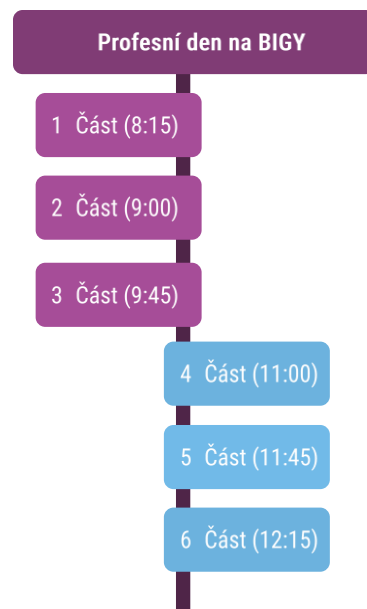 Profesní den na BIGY
1 Část (8:15)
2 Část (9:00)
3 Část (9:45)
4 Část (11:00)
5 Část (11:45)
6 Část (12:15)